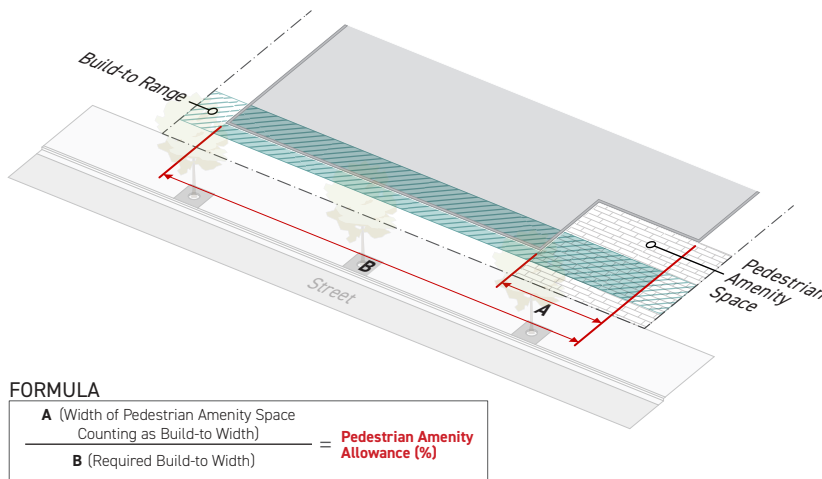 Build-to Range
B
A
Street
Pedestrian
Amenity
Space
FORMULA
A (Width of Pedestrian Amenity Space
Counting as Build-to Width)
B (Required Build-to Width)
= Pedestrian Amenity
Allowance (%)